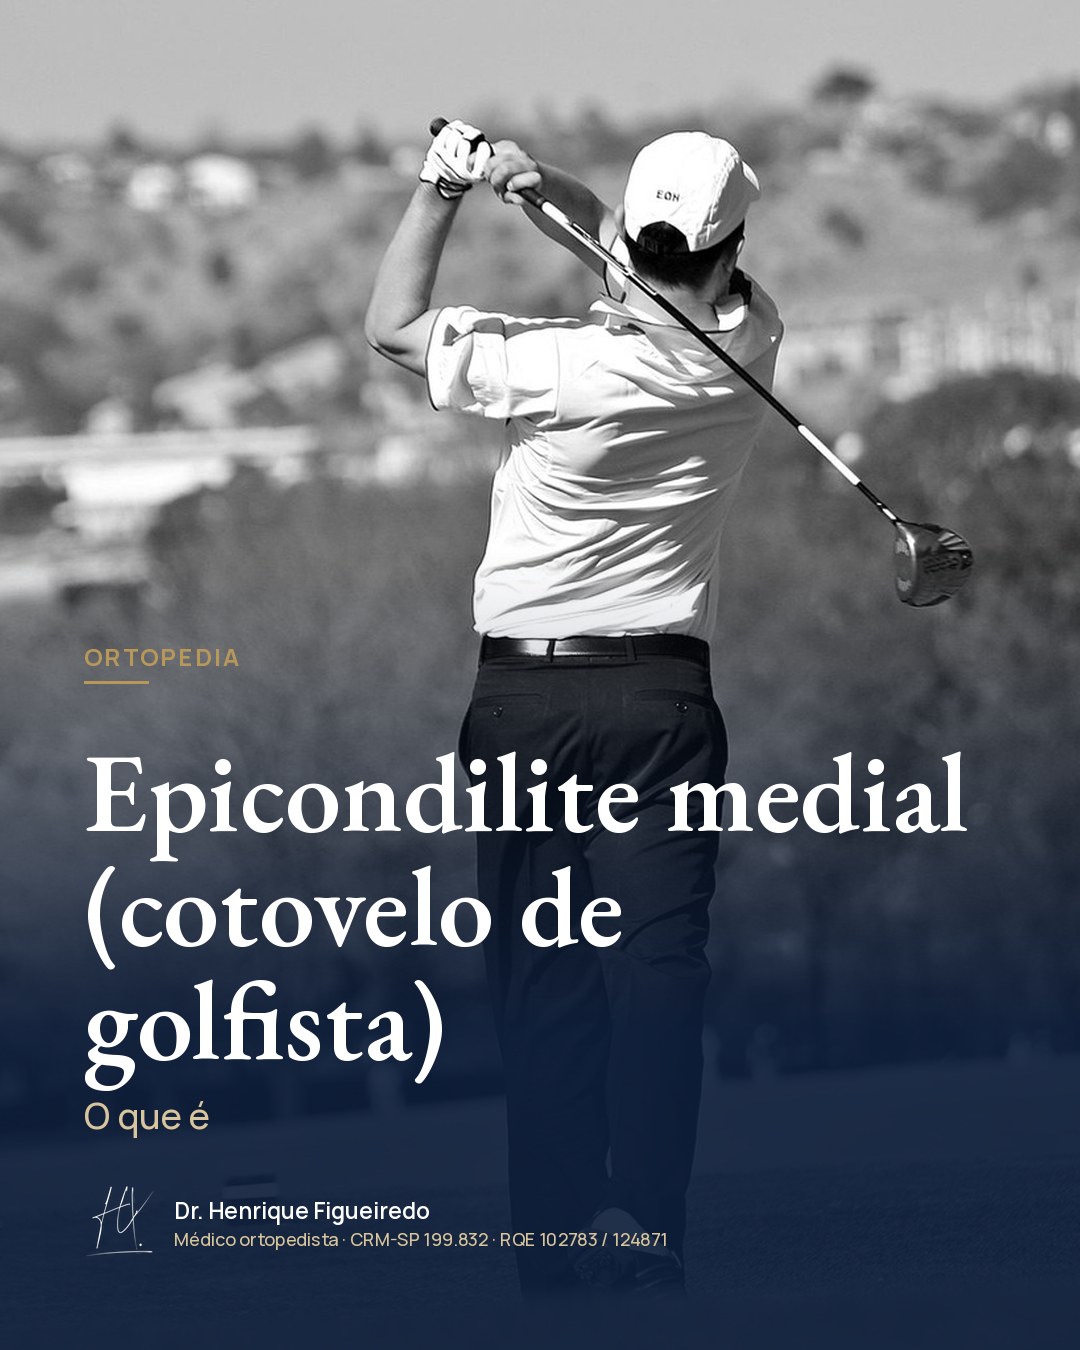 EON
ORTOPEDIA
Epicondilite medial
(cotovelo de
golfista)
O que é
Dr. Henrique Figueiredo
Médico ortopedista · CRM-SP 199.832 · RQE 102783 / 124871